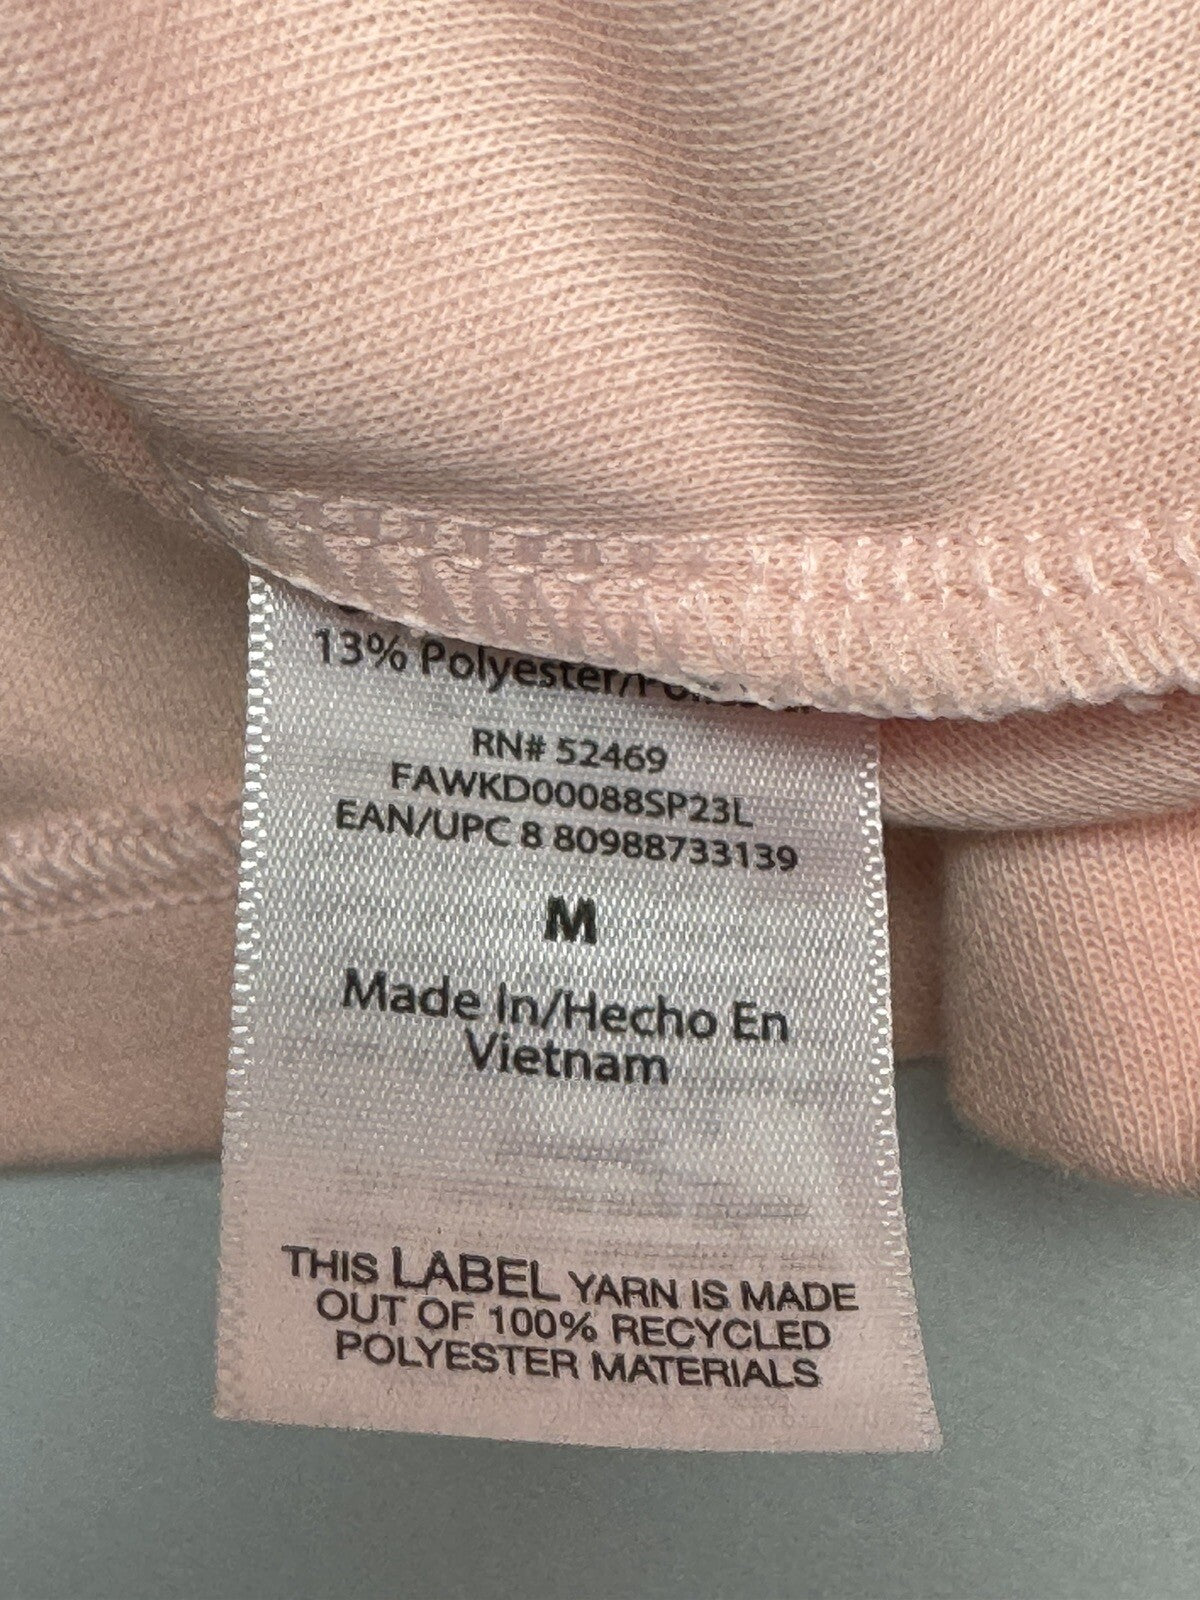 13% Polyester/
RN# 52469
FAWKD00088SP23L
EAN/UPC 8 80988733139
M
Made In/Hecho En
Vietnam
THIS LABEL YARN IS MADE
OUT OF 100% RECYCLED
POLYESTER MATERIALS